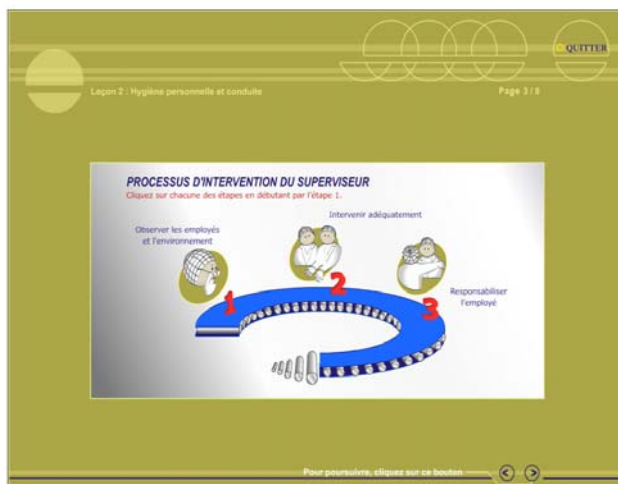 QUITTER
Leçon 2 : Hygiène personnelle et conduite
Page 3 / 6
PROCESSUS D'INTERVENTION DU SUPERVISEUR
Cliquez sur chacune des étapes en débutant par l'étape 1.
Intervenir adéquatement
Observer les employés
et l'environnement
1
2
3
Responsabiliser
l'employé
Pour poursuivre, cliquez sur ce bouton